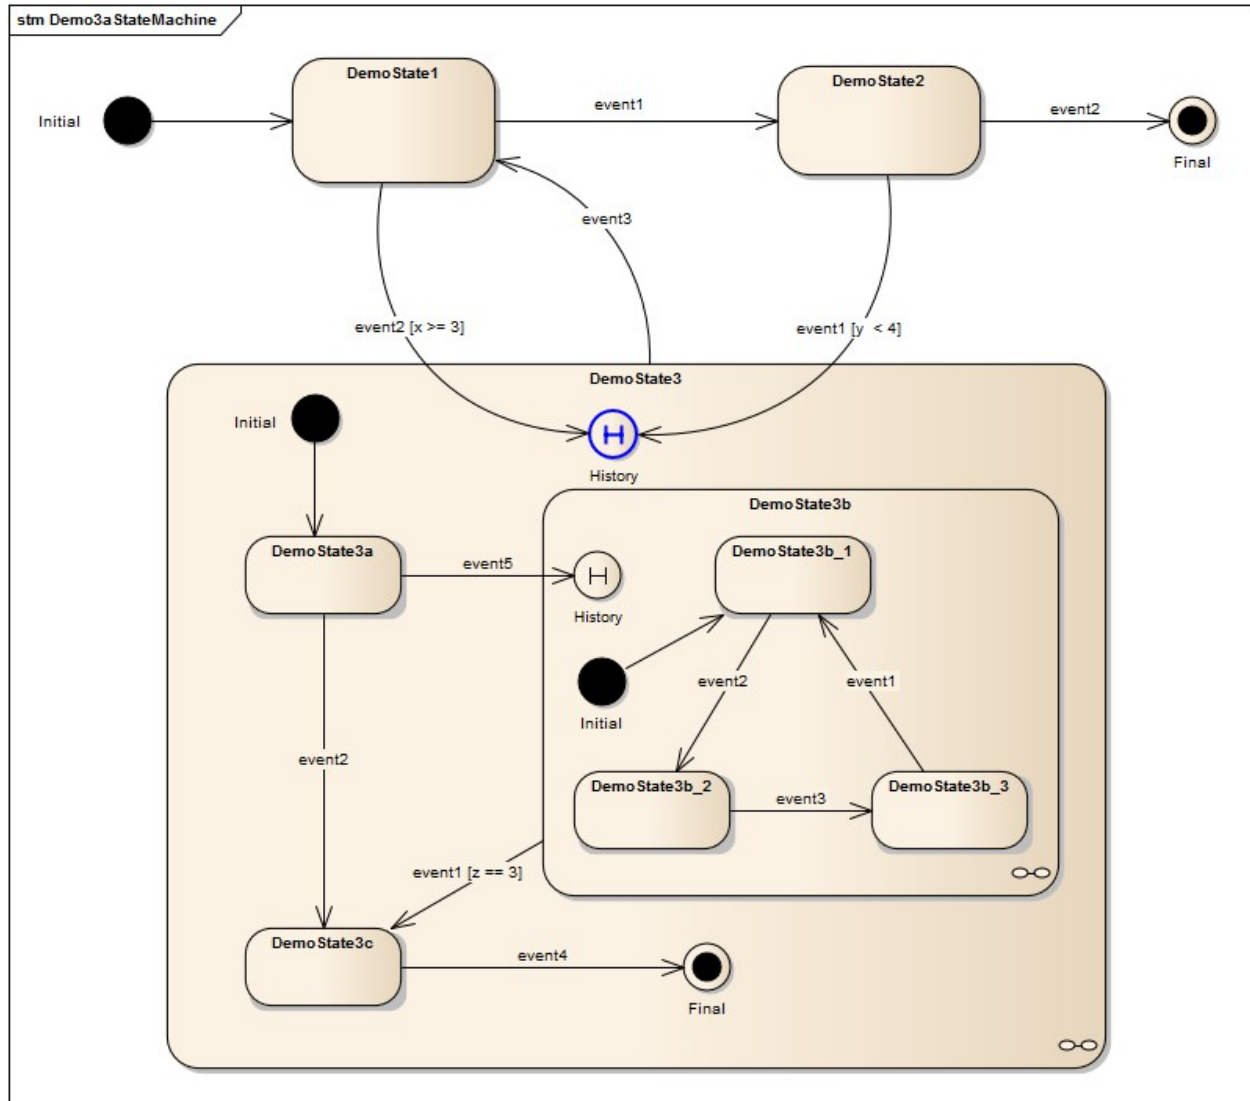 stm Demo3aStateMachine
DemoState1
DemoState2
Initial
event1
event2
Final
event3
event2 [x >= 3]
event1 [y  < 4]
DemoState3
Initial
H
History
DemoState3b
DemoState3a
DemoState3b_1
event5
H
History
event2
event1
Initial
event2
DemoState3b_2
event3
DemoState3b_3
event1 [z == 3]
DemoState3c
event4
Final